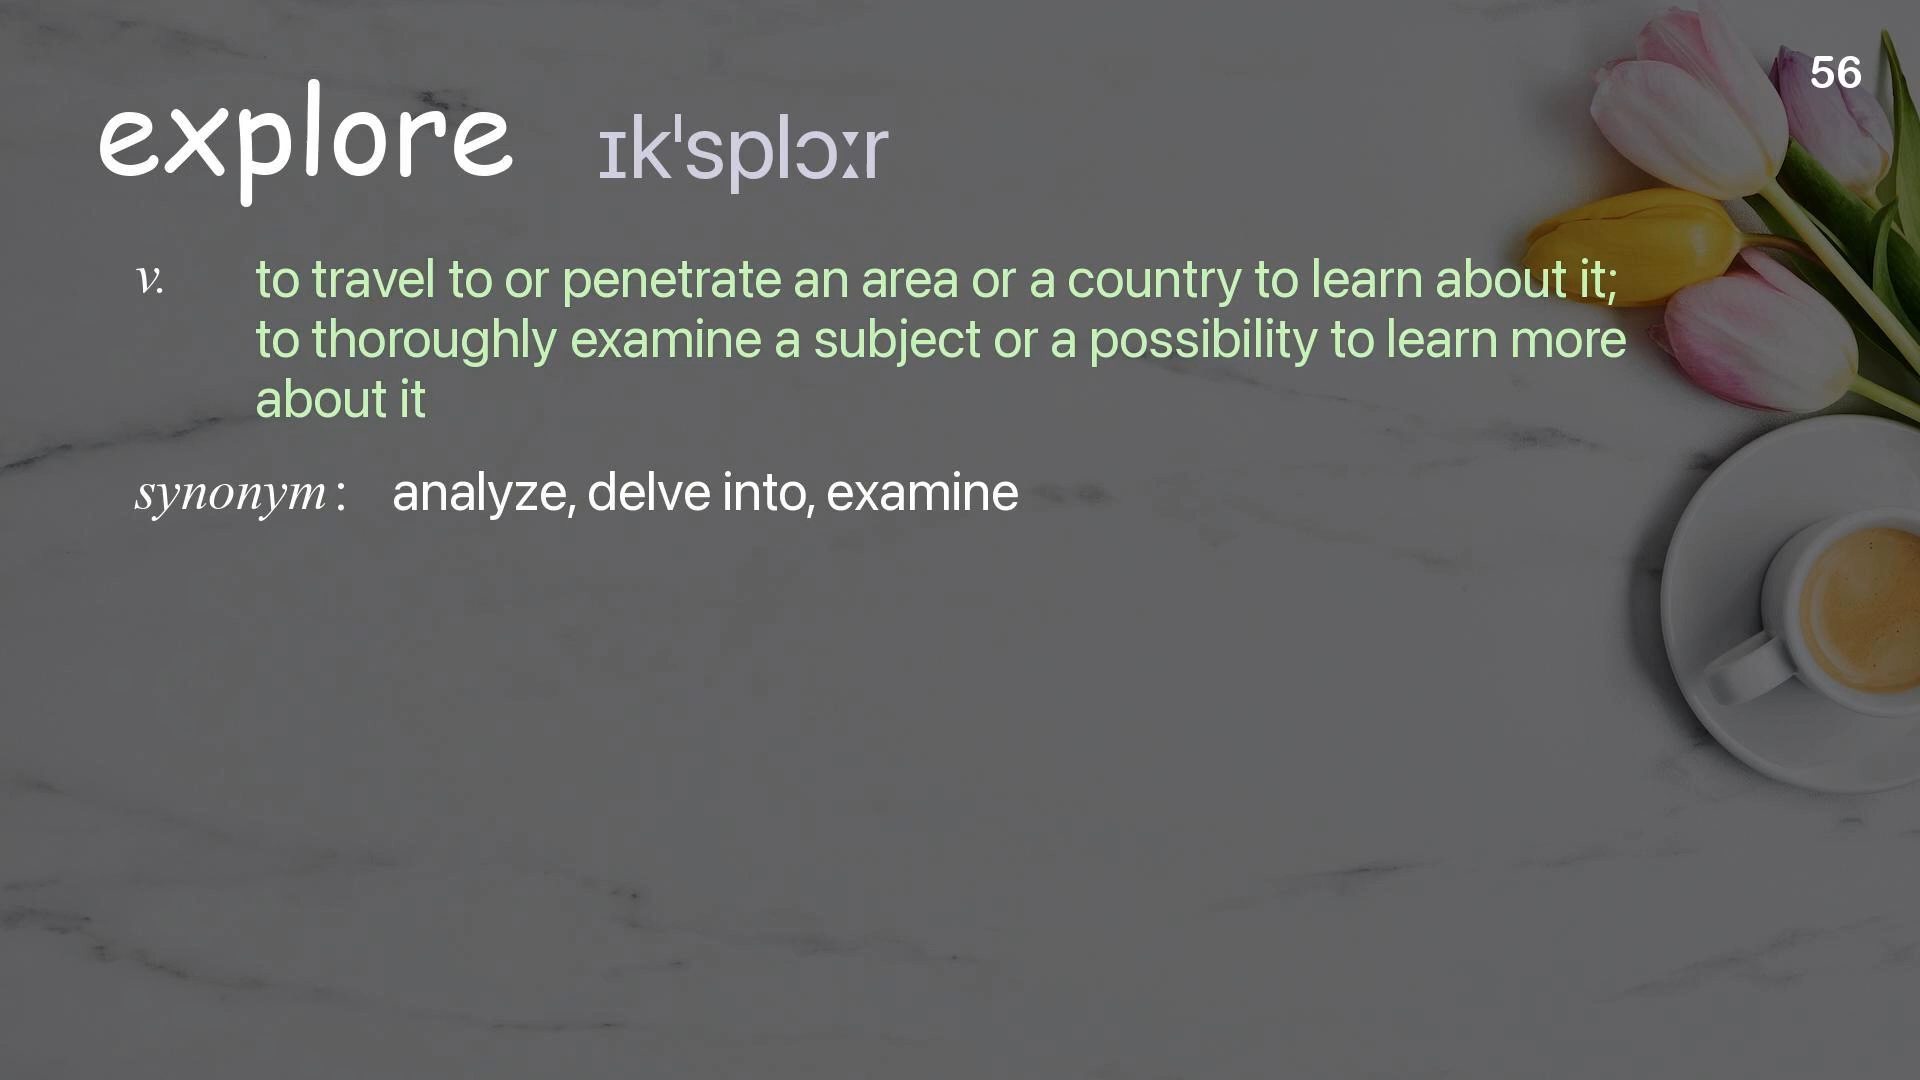 explore ɪkˈsplɔːr
56
v. to travel to or penetrate an area or a country to learn about it;
to thoroughly examine a subject or a possibility to learn more
about it
synonym : analyze, delve into, examine